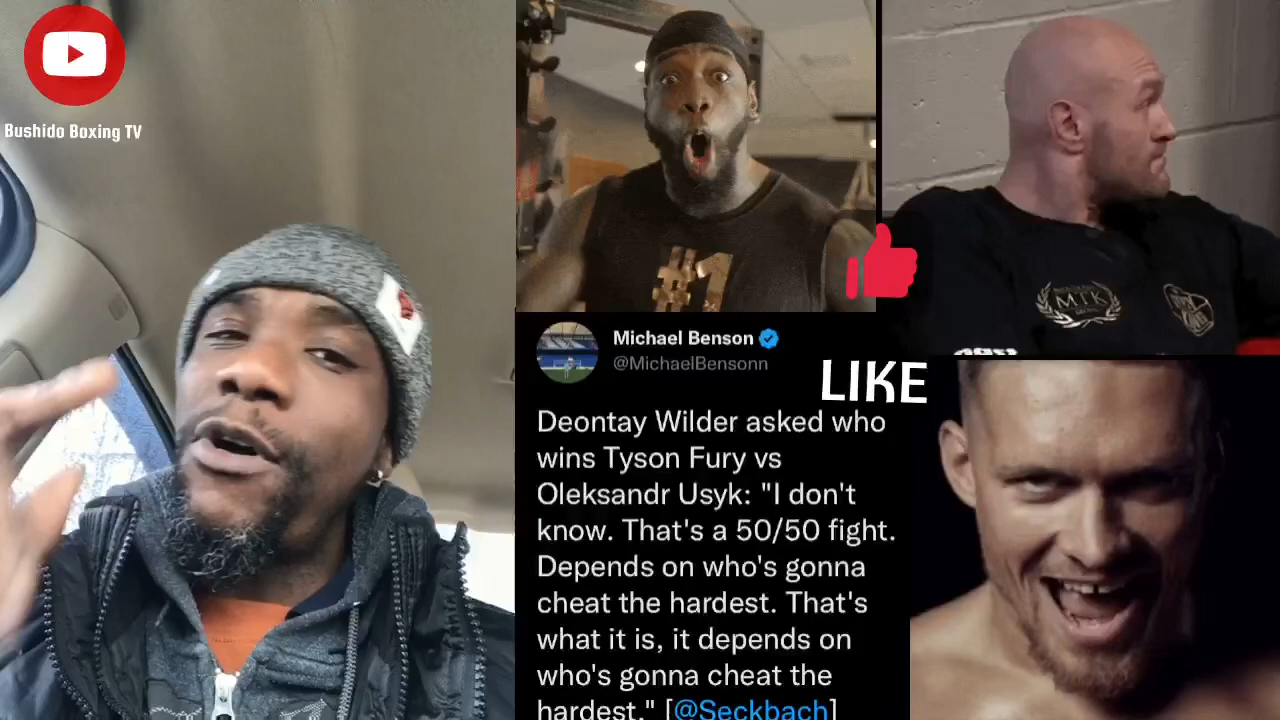 Bushido Boxing TV
#1
MTK
Michael Benson
@MichaelBensonn
LIKE
Deontay Wilder asked who
wins Tyson Fury vs
Oleksandr Usyk: "I don't
know. That's a 50/50 fight.
Depends on who's gonna
cheat the hardest. That's
what it is, it depends on
who's gonna cheat the
hardest." [@Seckbach]